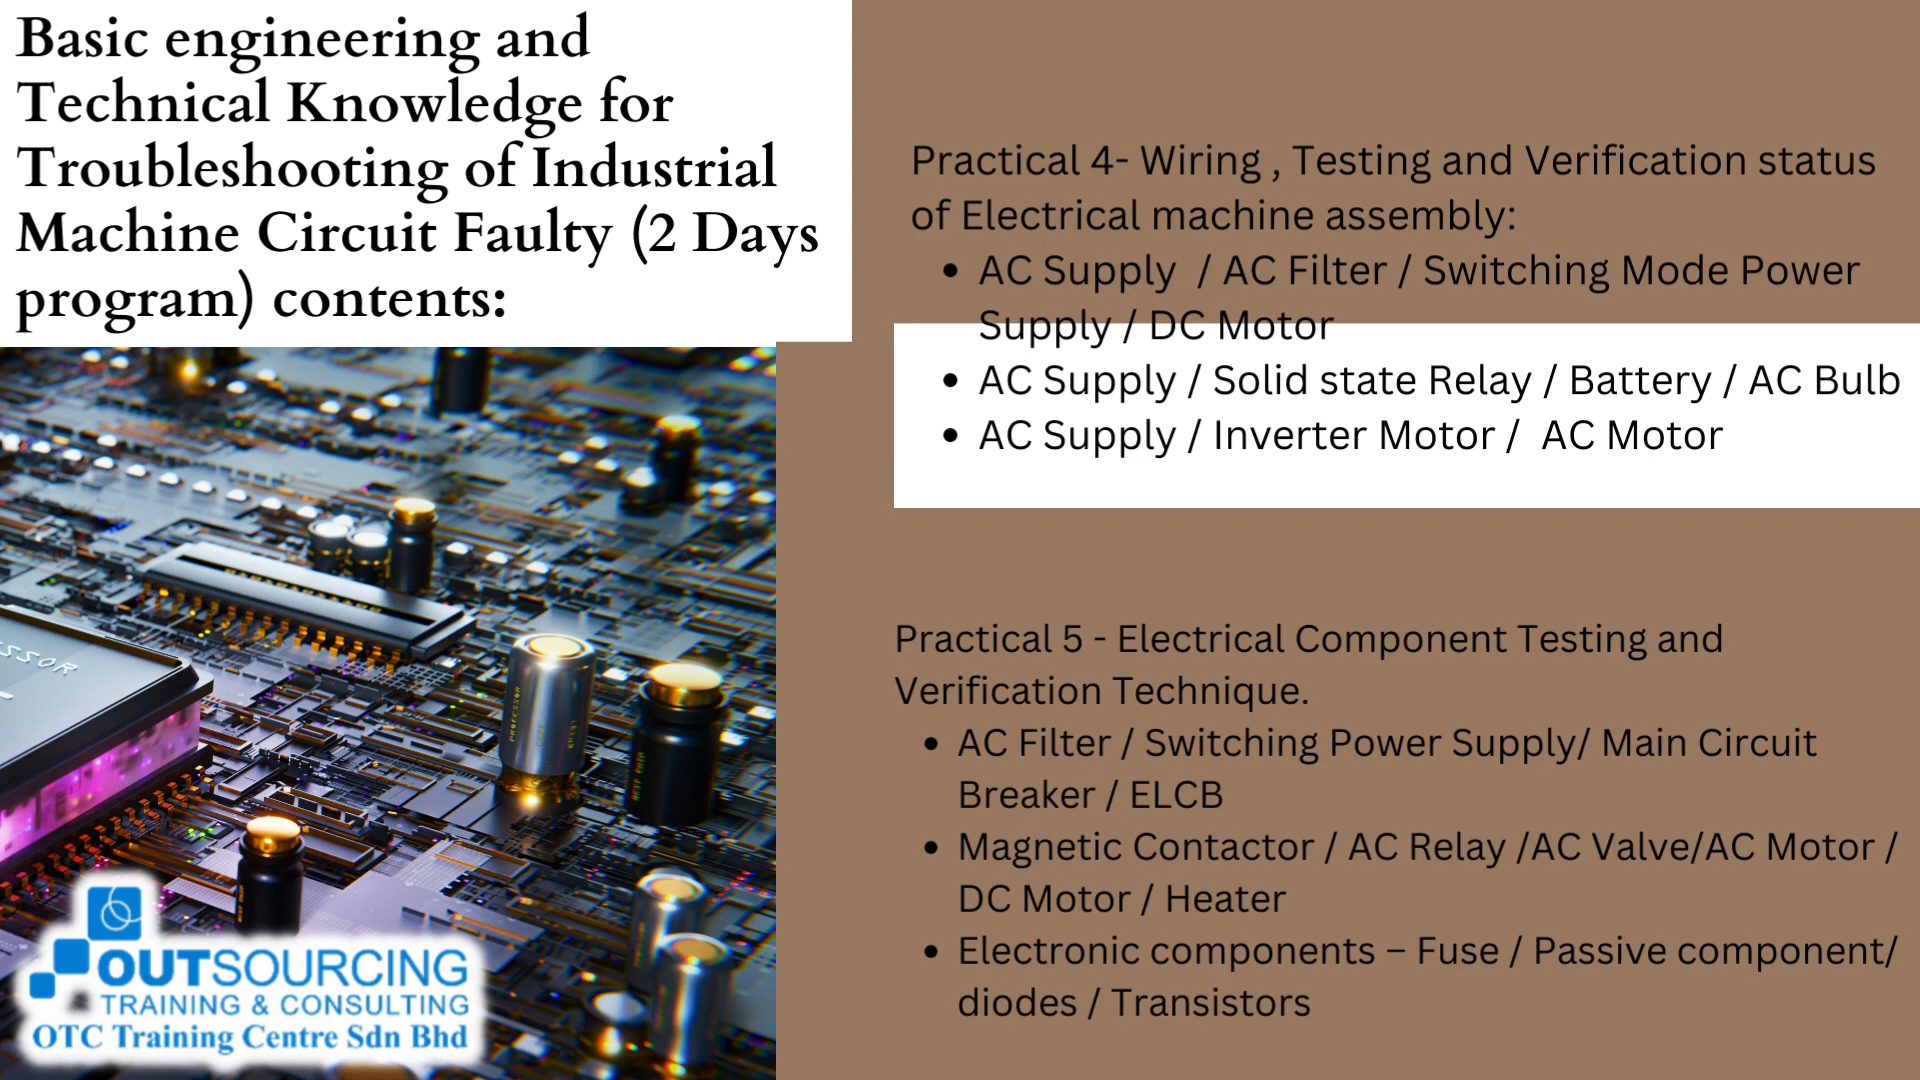 Basic engineering and
Technical Knowledge for
Troubleshooting of Industrial
Machine Circuit Faulty (2 Days
program) contents:
Practical 4- Wiring , Testing and Verification status
of Electrical machine assembly:
• AC Supply / AC Filter / Switching Mode Power
Supply / DC Motor
• AC Supply / Solid state Relay / Battery / AC Bulb
• AC Supply / Inverter Motor / AC Motor
Practical 5 - Electrical Component Testing and
Verification Technique.
• AC Filter / Switching Power Supply/ Main Circuit
Breaker / ELCB
• Magnetic Contactor / AC Relay /AC Valve/AC Motor /
DC Motor / Heater
• Electronic components – Fuse / Passive component/
diodes / Transistors
OUTSOURCING
TRAINING & CONSULTING
OTC Training Centre Sdn Bhd